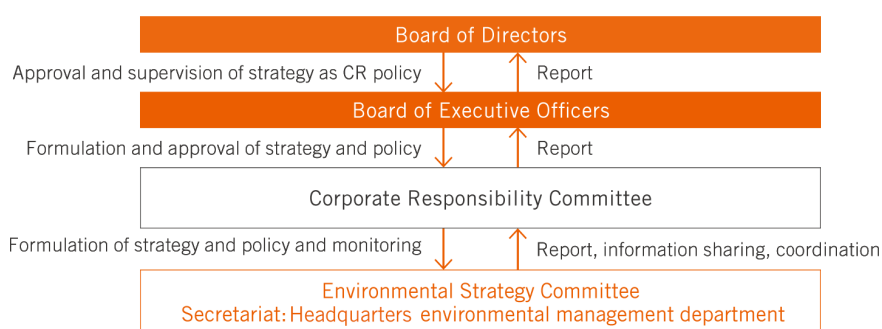 Board of Directors
Approval and supervision of strategy as CR policy
Report
Board of Executive Officers
Formulation and approval of strategy and policy
Report
Corporate Responsibility Committee
Formulation of strategy and policy and monitoring
Report, information sharing, coordination
Environmental Strategy Committee
Secretariat: Headquarters environmental management department